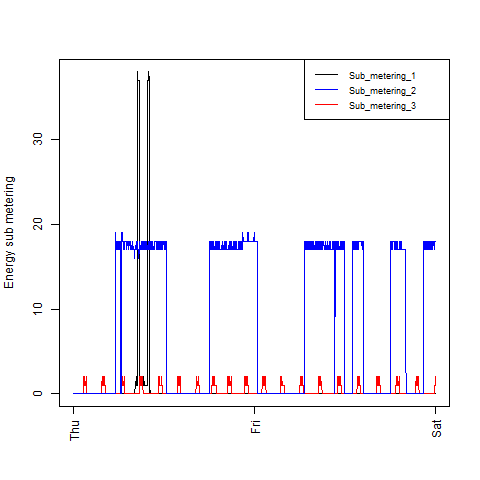 Sub_metering_1
Sub_metering_2
Sub_metering_3
Energy sub metering
30
20
10
0
Thu
Fri
Sat